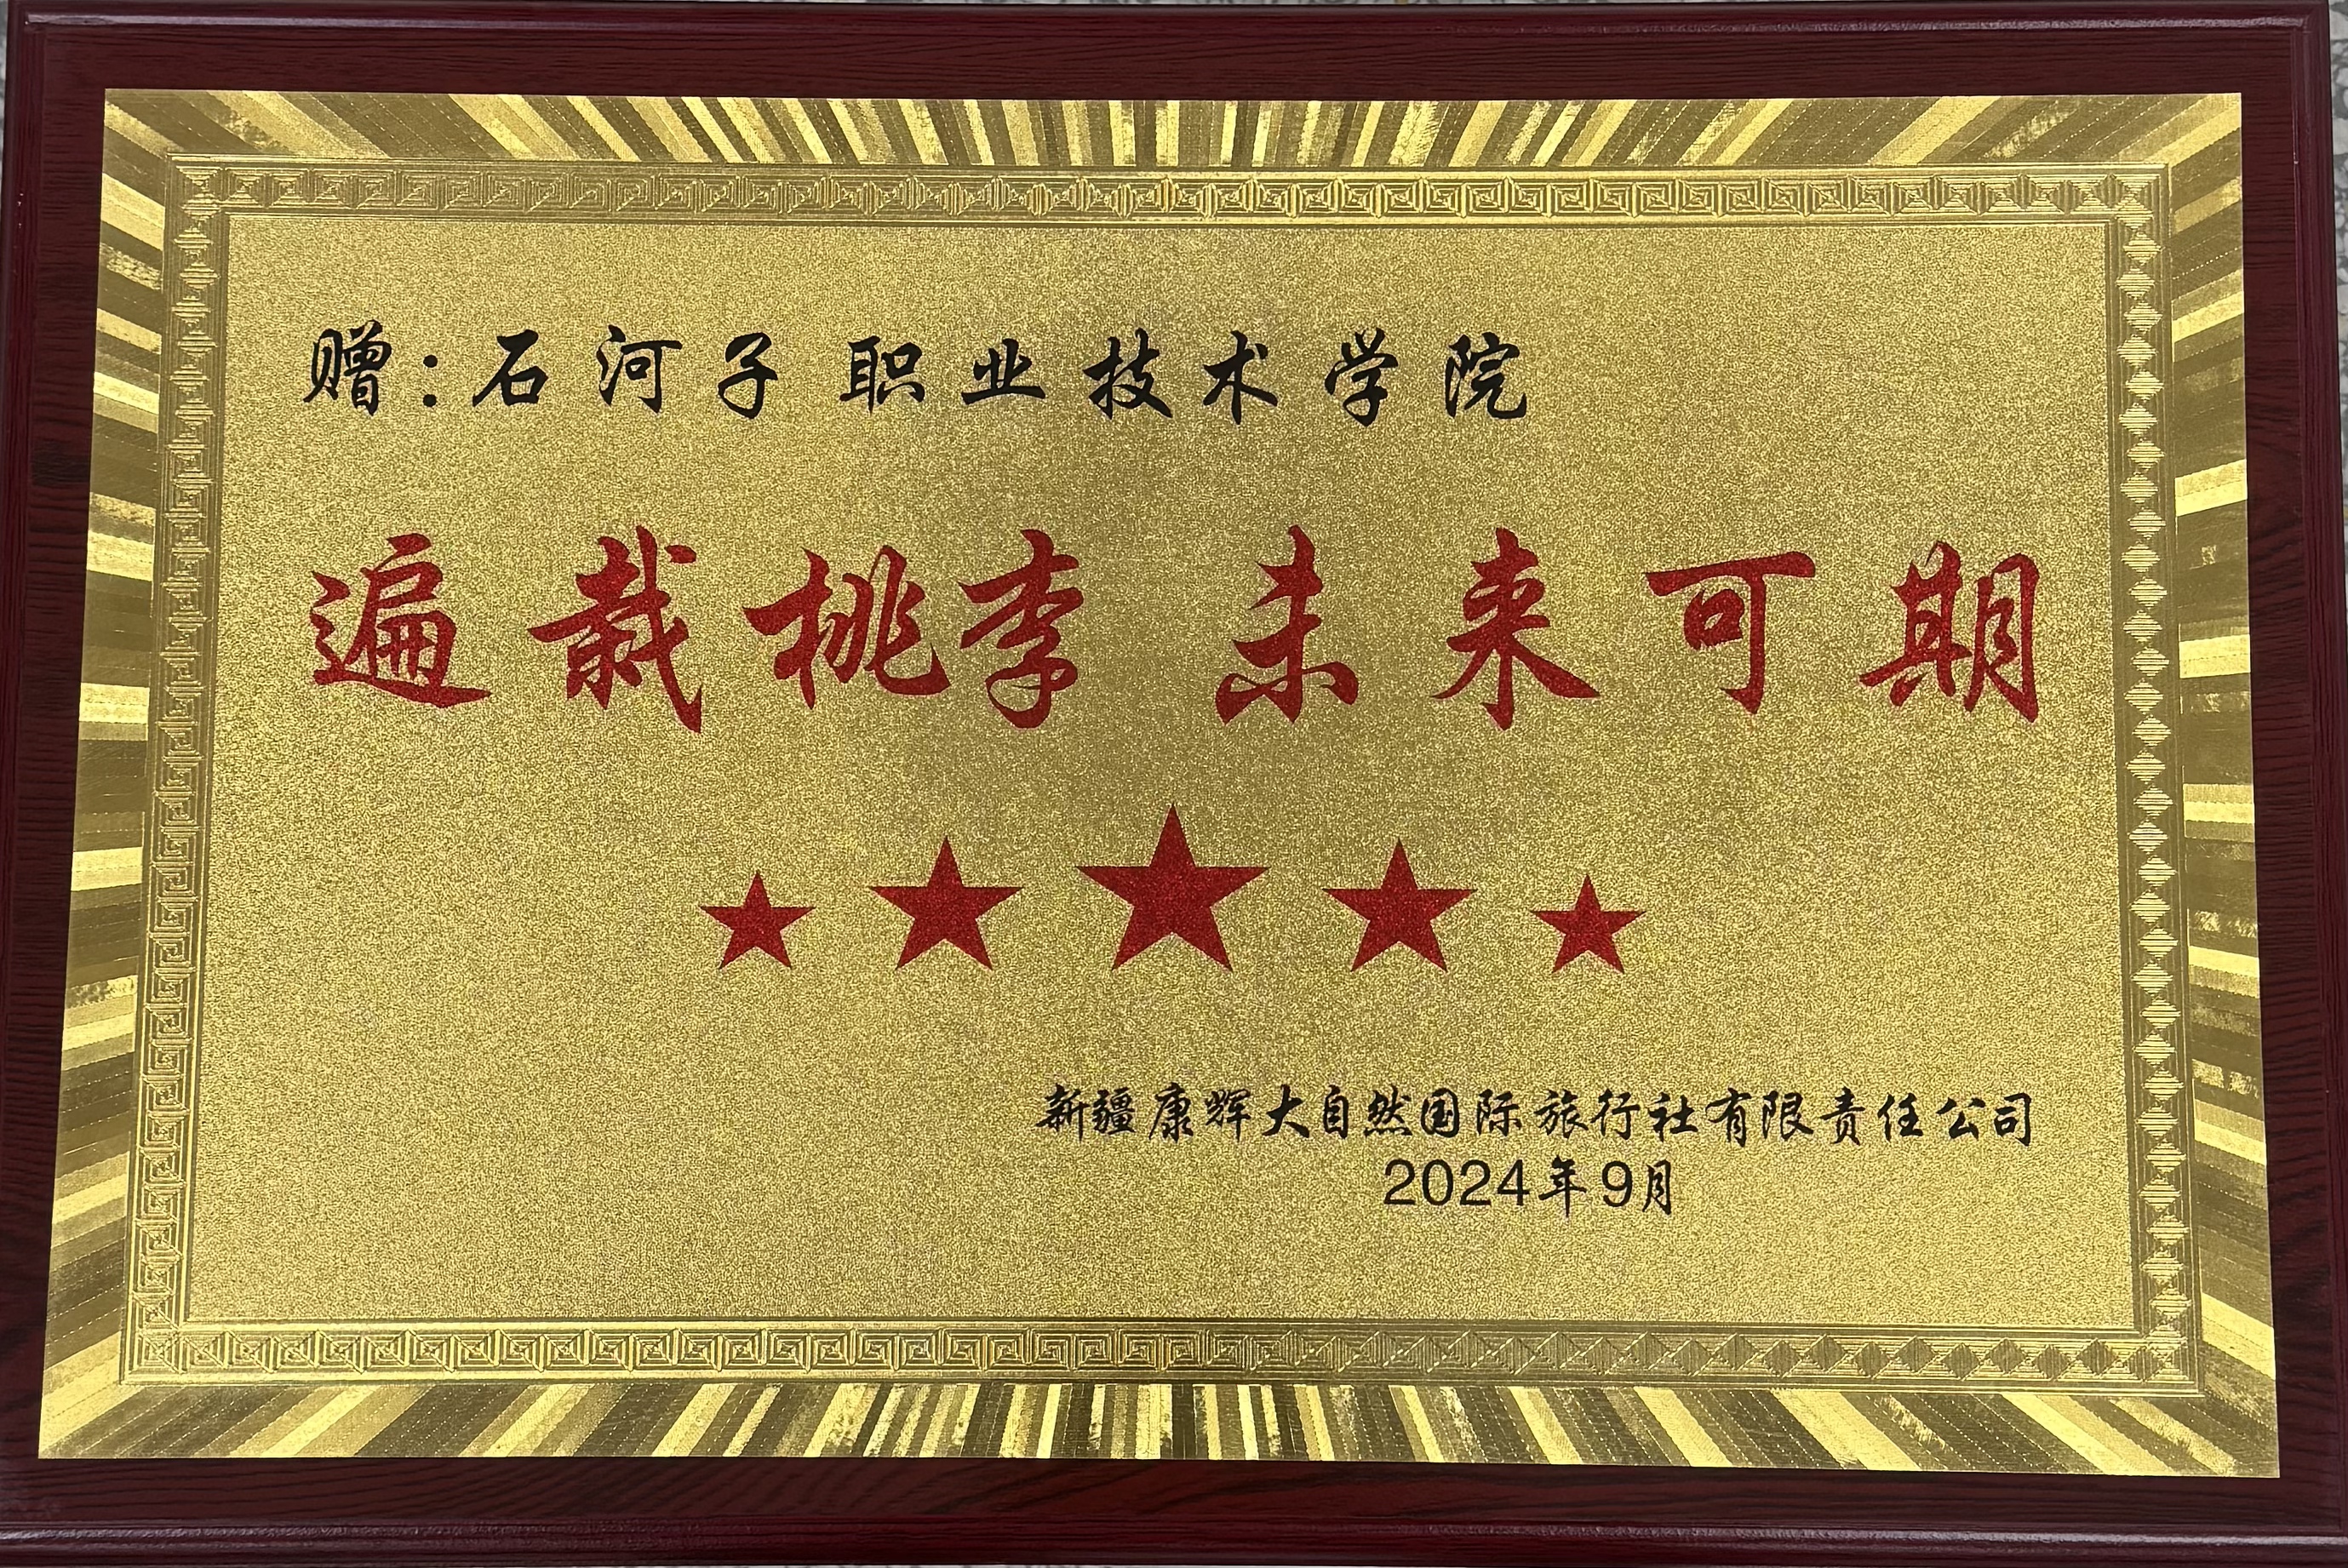 赠：石河子职业技术学院
遍栽桃李 未来可期
新疆康辉大自然国际旅行社有限责任公司
2024年9月